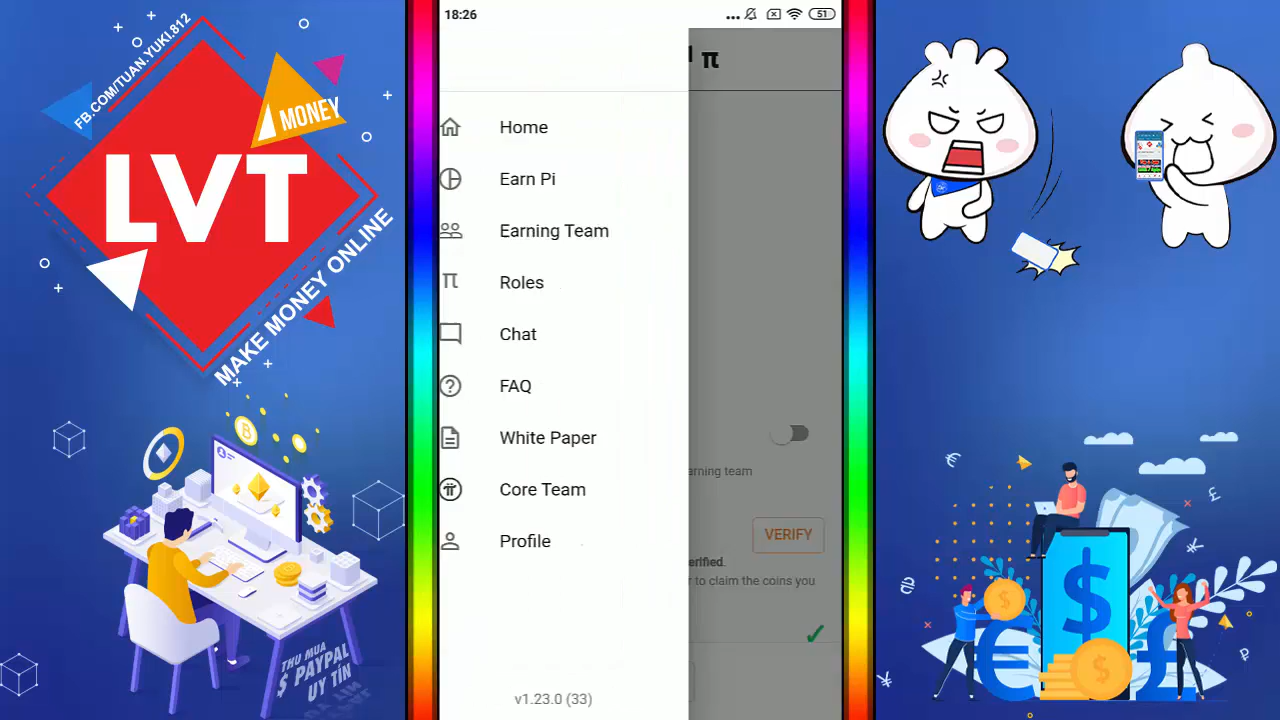 FB.COM/TUAN.YUKI.812
MONEY
LVT
MAKE MONEY ONLINE
THU MUA
$ PAYPAL
UY TÍN
18:26
51
π
Home
Earn Pi
Earning Team
π Roles
Chat
FAQ
White Paper
Core Team
Profile
v1.23.0 (33)
erning team
VERIFY
erified.
r to claim the coins you